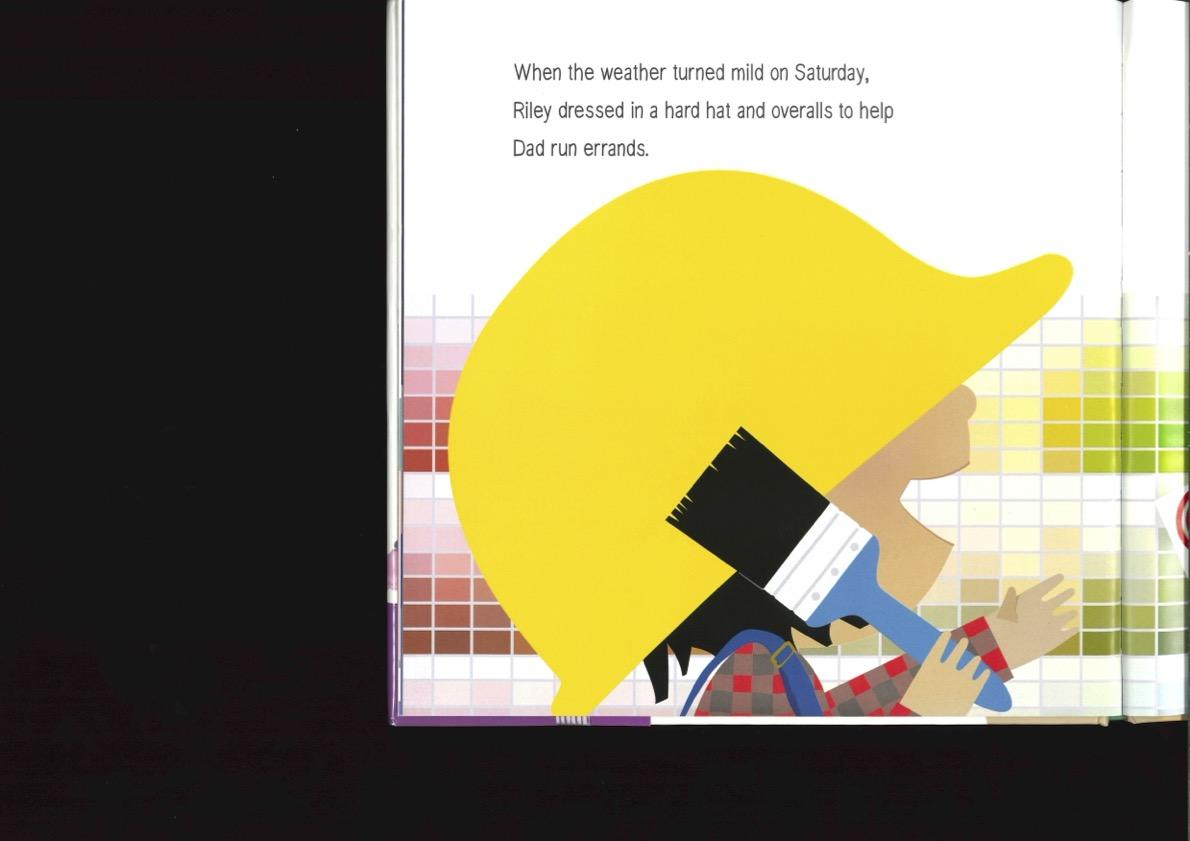 When the weather turned mild on Saturday,
Riley dressed in a hard hat and overalls to help
Dad run errands.